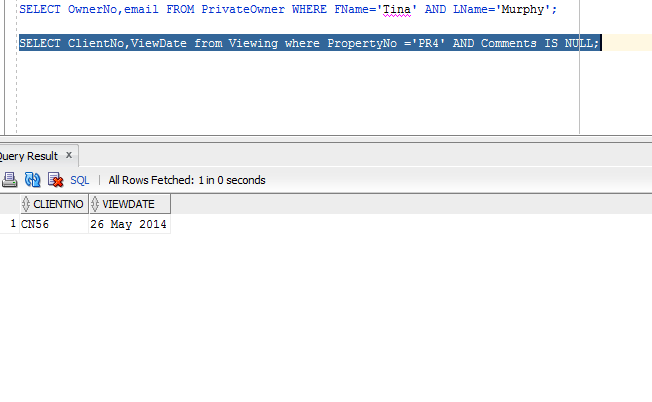 SELECT OwnerNo,email FROM PrivateOwner WHERE FName='Tina' AND LName='Murphy';
SELECT ClientNo,ViewDate from Viewing where PropertyNo ='PR4' AND Comments IS NULL;
Query Result x
SQL | All Rows Fetched: 1 in 0 seconds
CLIENTNO VIEWDATE
1 CN56 26 May 2014